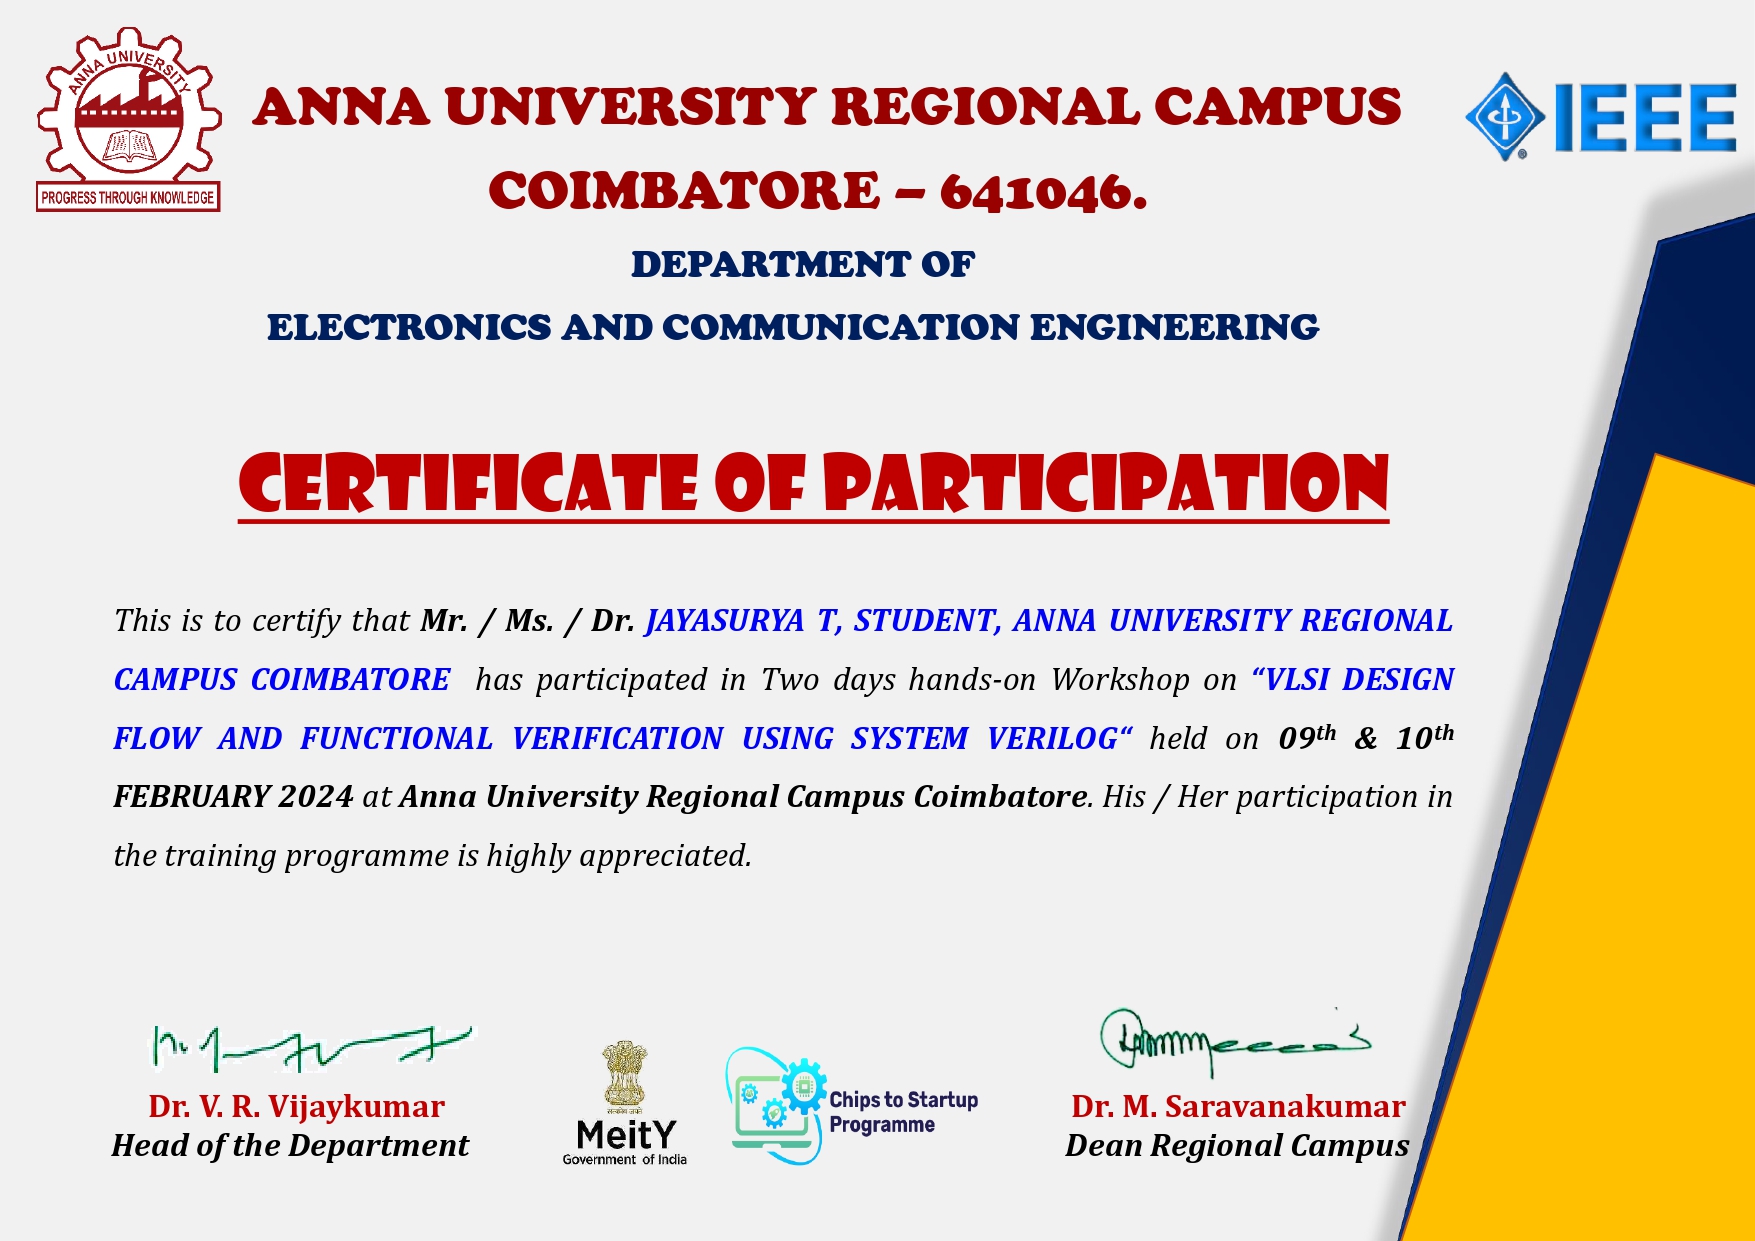 ANNA UNIVERSITY
PROGRESS THROUGH KNOWLEDGE
ANNA UNIVERSITY REGIONAL CAMPUS
COIMBATORE – 641046.
IEEE
DEPARTMENT OF
ELECTRONICS AND COMMUNICATION ENGINEERING
CERTIFICATE OF PARTICIPATION
This is to certify that Mr. / Ms. / Dr. JAYASURYA T, STUDENT, ANNA UNIVERSITY REGIONAL
CAMPUS COIMBATORE has participated in Two days hands-on Workshop on “VLSI DESIGN
FLOW AND FUNCTIONAL VERIFICATION USING SYSTEM VERILOG“ held on 09th & 10th
FEBRUARY 2024 at Anna University Regional Campus Coimbatore. His / Her participation in
the training programme is highly appreciated.
Dr. V. R. Vijaykumar
Head of the Department
सत्यमेव जयते
MeitY
Government of India
Chips to Startup
Programme
Dr. M. Saravanakumar
Dean Regional Campus